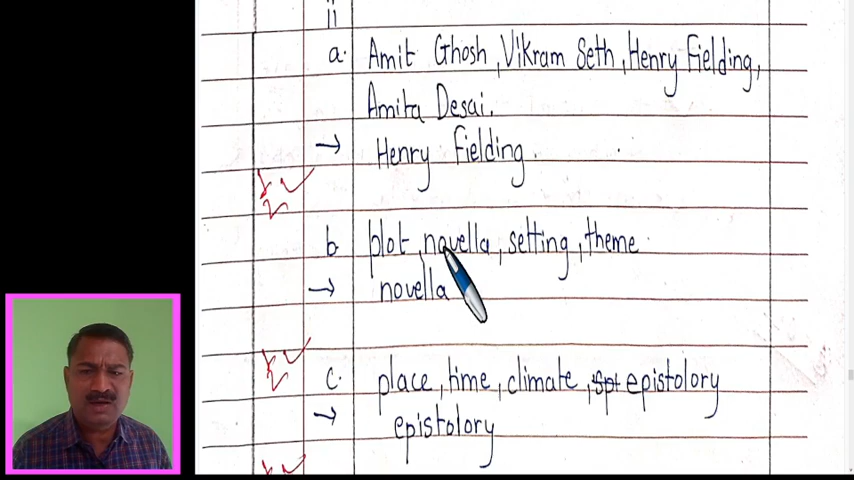 ii
a. Amit Ghosh, Vikram Seth, Henry Fielding,
Amita Desai.
→ Henry Fielding.
b. plot, novella, setting, theme.
→ novella
c. place, time, climate, epistolory
→ epistolory